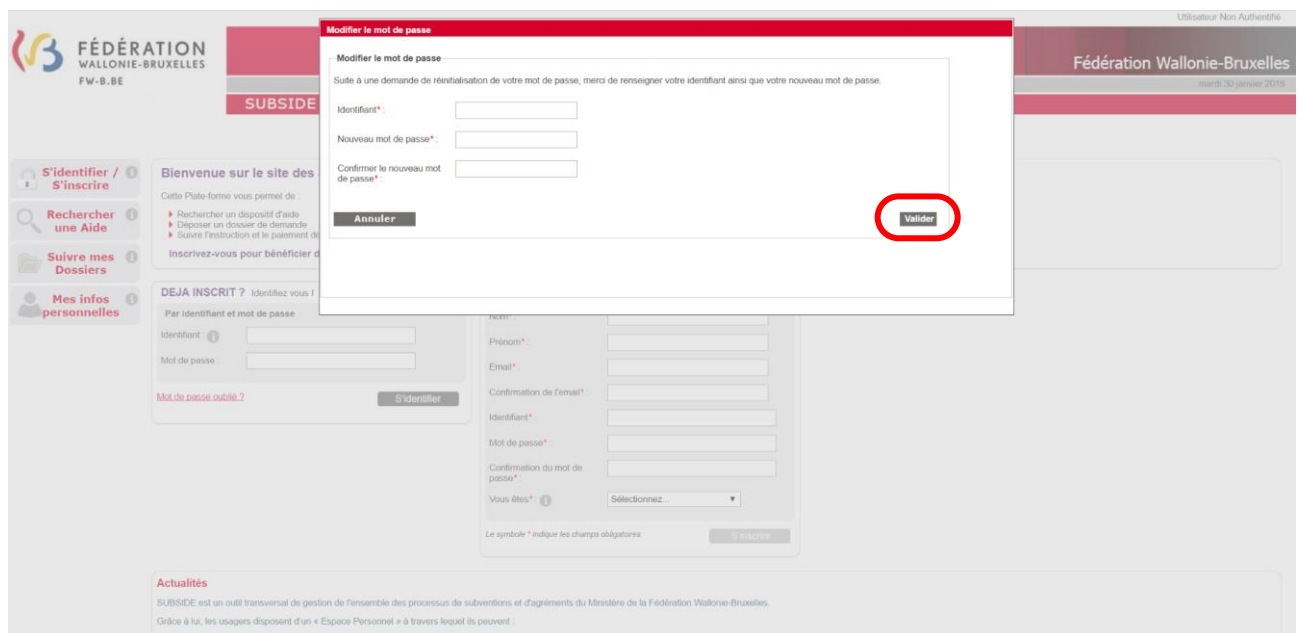 Utilisateur Non Authentifié
FÉDÉRATION
WALLONIE-BRUXELLES
FW-B.BE
Fédération Wallonie-Bruxelles
mardi 30 janvier 2018
SUBSIDE
Modifier le mot de passe
Modifier le mot de passe
Suite à une demande de réinitialisation de votre mot de passe, merci de renseigner votre identifiant ainsi que votre nouveau mot de passe.
Identifiant* :
Nouveau mot de passe* :
Confirmer le nouveau mot
de passe* :
Annuler
Valider
S'identifier /
S'inscrire
Rechercher
une Aide
Suivre mes
Dossiers
Mes infos
personnelles
Bienvenue sur le site des
Cette Plate-forme vous permet de :
Rechercher un dispositif d'aide
Déposer un dossier de demande
Suivre l'instruction et le paiement de
Inscrivez-vous pour bénéficier d
DEJA INSCRIT ? Identifiez vous !
Par identifiant et mot de passe
Identifiant :
Mot de passe :
Mot de passe oublié ?
S'identifier
Nom* :
Prénom* :
Email* :
Confirmation de l'email* :
Identifiant* :
Mot de passe* :
Confirmation du mot de
passe* :
Vous êtes* :
Sélectionnez...
Le symbole * indique les champs obligatoires
S'inscrire
Actualités
SUBSIDE est un outil transversal de gestion de l'ensemble des processus de subventions et d'agréments du Ministère de la Fédération Wallonie-Bruxelles.
Grâce à lui, les usagers disposent d'un « Espace Personnel » à travers lequel ils peuvent :